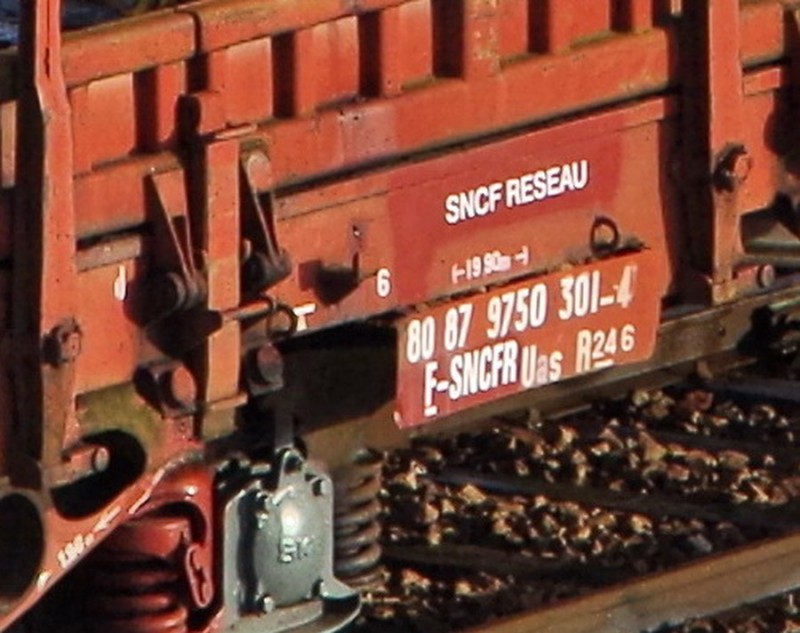 SNCF RESEAU
6
(-19 90m-)
80 87 9750 301-4
F-SNCFR Uas R246